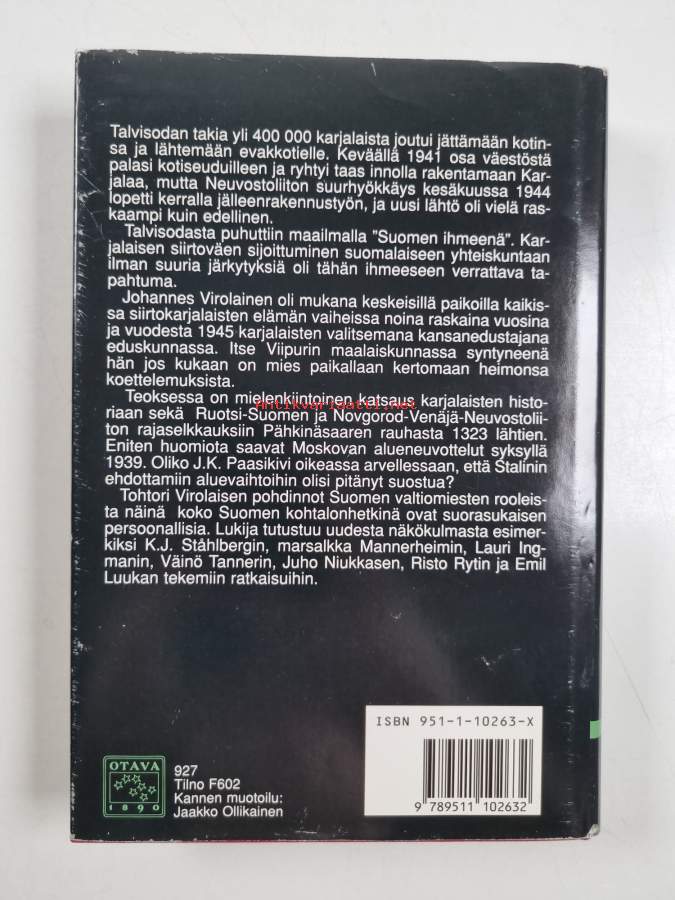 Talvisodan takia yli 400 000 karjalaista joutui jättämään kotin-
sa ja lähtemään evakkotielle. Keväällä 1941 osa väestöstä
palasi kotiseuduilleen ja ryhtyi taas innolla rakentamaan Kar-
jalaa, mutta Neuvostoliiton suurhyökkäys kesäkuussa 1944
lopetti kerralla jälleenrakennustyön, ja uusi lähtö oli vielä ras-
kaampi kuin edellinen.
Talvisodasta puhuttiin maailmalla "Suomen ihmeenä". Kar-
jalaisen siirtoväen sijoittuminen suomalaiseen yhteiskuntaan
ilman suuria järkytyksiä oli tähän ihmeeseen verrattava ta-
pahtuma.
Johannes Virolainen oli mukana keskeisillä paikoilla kaikis-
sa siirtokarjalaisten elämän vaiheissa noina raskaina vuosina
ja vuodesta 1945 karjalaisten valitsemana kansanedustajana
eduskunnassa. Itse Viipurin maalaiskunnassa syntyneenä
hän jos kukaan on mies paikallaan kertomaan heimonsa
koettelemuksista.
Teoksessa on mielenkiintoinen katsaus karjalaisten histo-
Antikvariaatti.net
riaan sekä Ruotsi-Suomen ja Novgorod-Venäjä-Neuvostolii-
ton rajaselkkauksiin Pähkinäsaaren rauhasta 1323 lähtien.
Eniten huomiota saavat Moskovan alueneuvottelut syksyllä
1939. Oliko J.K. Paasikivi oikeassa arvellessaan, että Stalinin
ehdottamiin aluevaihtoihin olisi pitänyt suostua?
Tohtori Virolaisen pohdinnot Suomen valtiomiesten rooleis-
ta näinä koko Suomen kohtalonhetkinä ovat suorasukaisen
persoonallisia. Lukija tutustuu uudesta näkökulmasta esimer-
kiksi K.J. Ståhlbergin, marsalkka Mannerheimin, Lauri Ing-
manin, Väinö Tannerin, Juho Niukkasen, Risto Rytin ja Emil
Luukan tekemiin ratkaisuihin.
ISBN 951-1-10263-X
9 789511 102632
OTAVA
1890
927
Tilno F602
Kannen muotoilu:
Jaakko Ollikainen